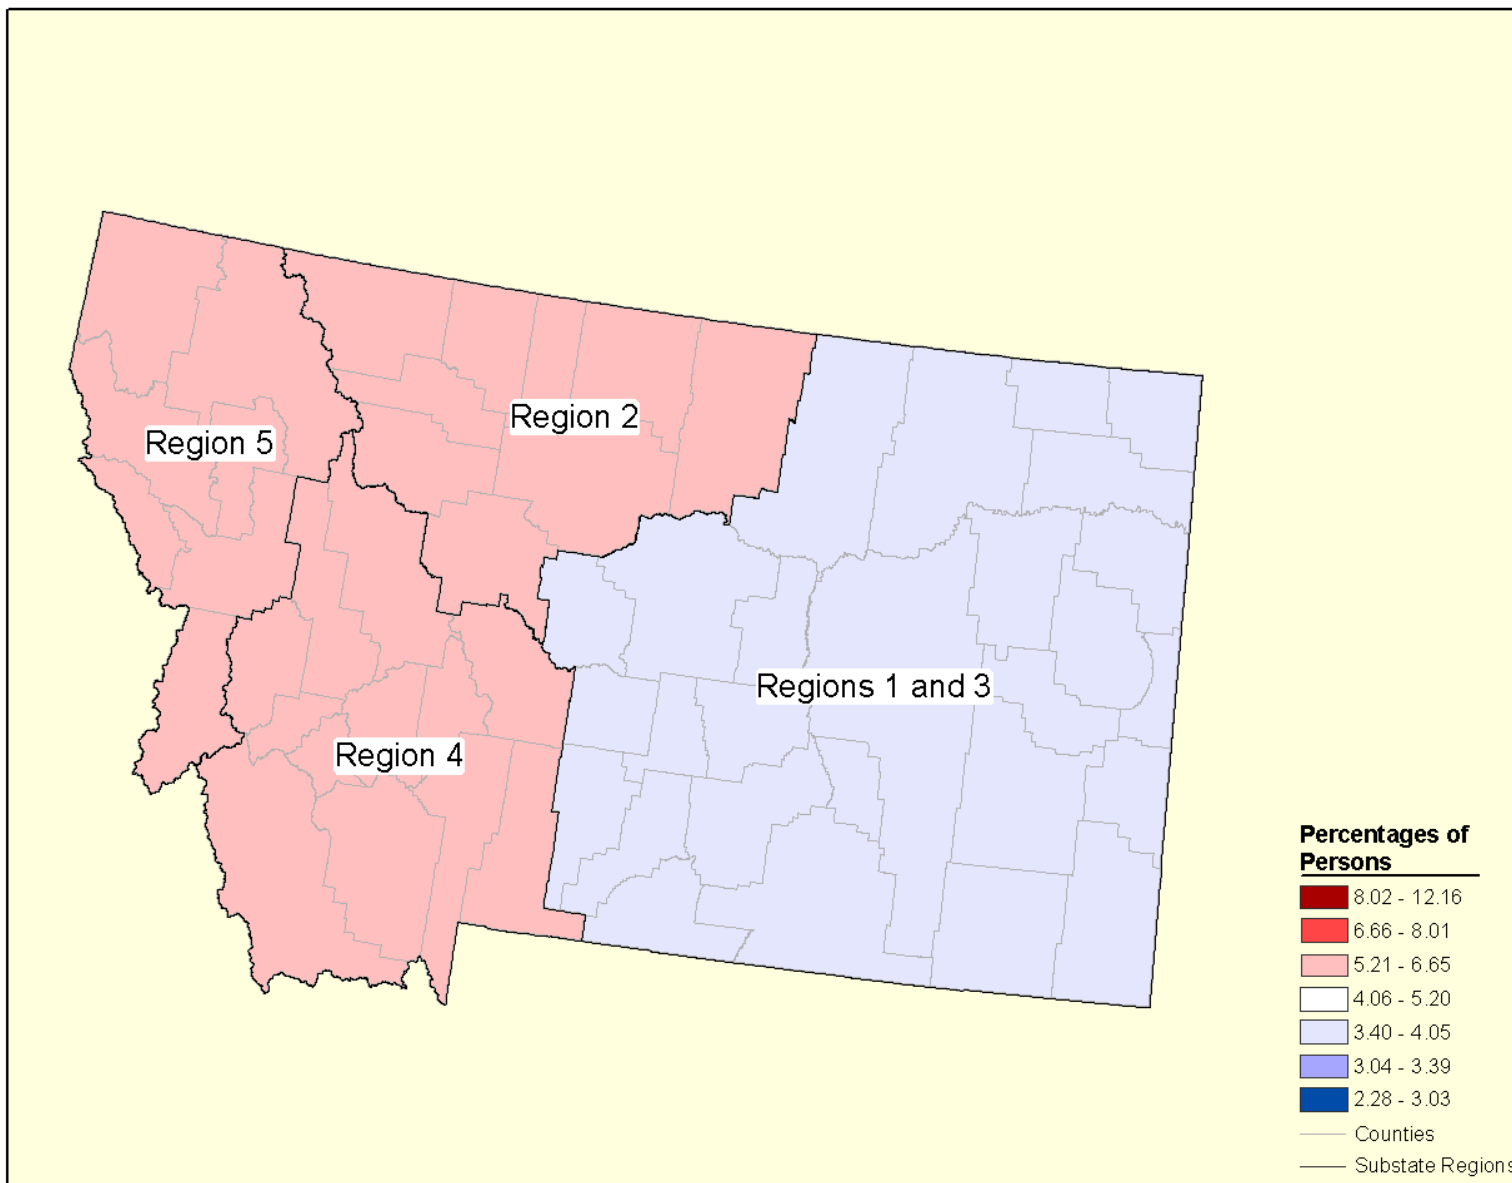 Region 2
Region 5
Regions 1 and 3
Region 4
Percentages of
Persons
8.02 - 12.16
6.66 - 8.01
5.21 - 6.65
4.06 - 5.20
3.40 - 4.05
3.04 - 3.39
2.28 - 3.03
Counties
Substate Regions